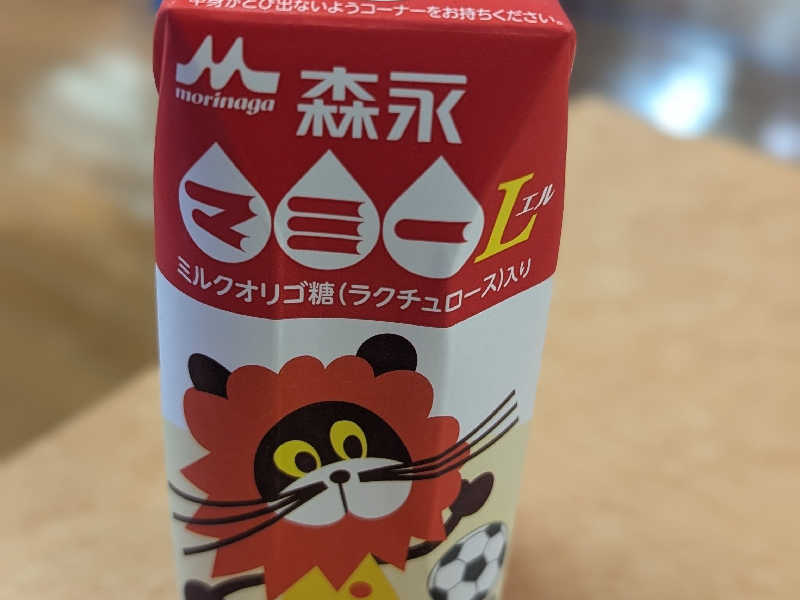 中身がとび出ないようコーナーをお持ちください。
morinaga 森永
マミーL エル
ミルクオリゴ糖(ラクチュロース)入り